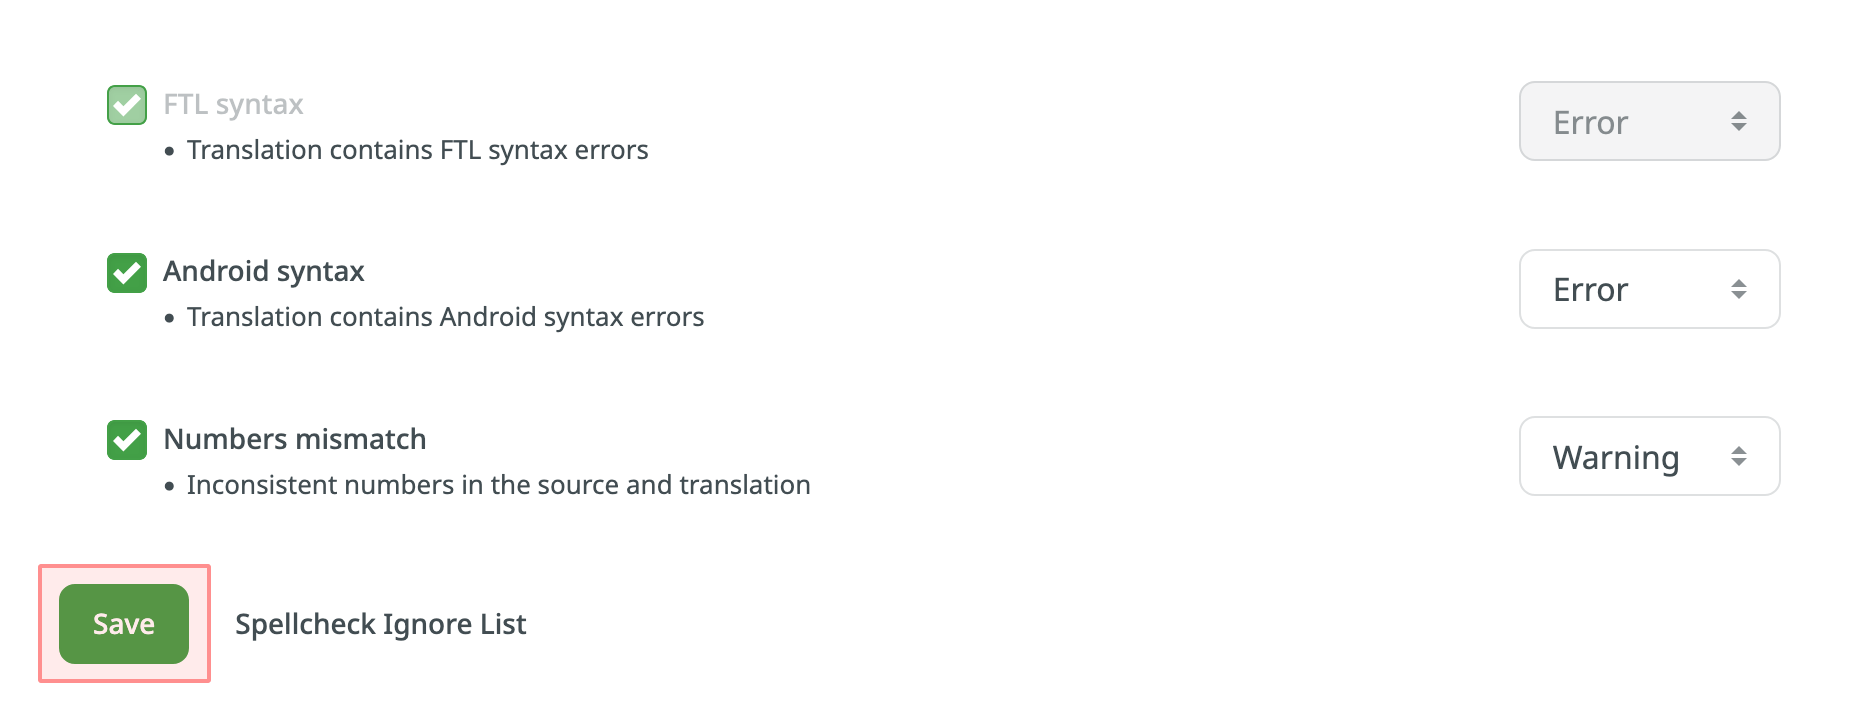 FTL syntax
Error
• Translation contains FTL syntax errors
Android syntax
Error
• Translation contains Android syntax errors
Numbers mismatch
Warning
• Inconsistent numbers in the source and translation
Save
Spellcheck Ignore List